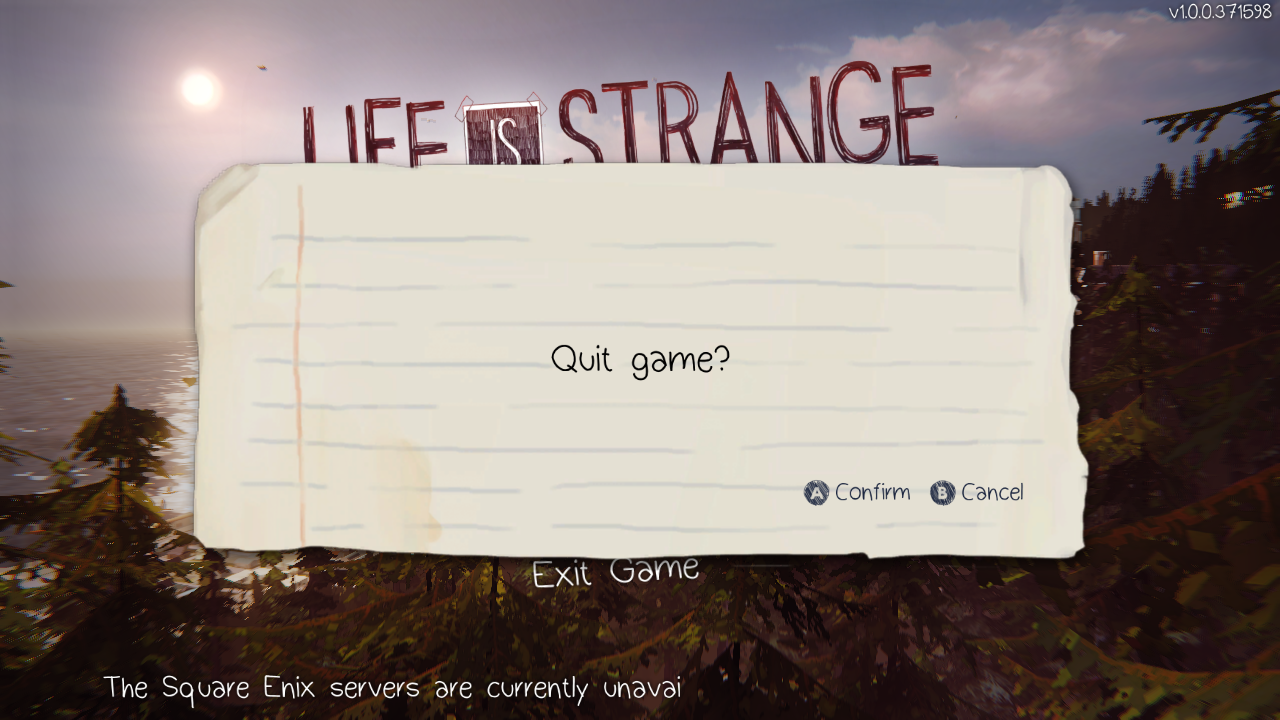 v1.0.0.371598
LIFE IS STRANGE
Quit game?
A Confirm B Cancel
Exit Game
The Square Enix servers are currently unavai